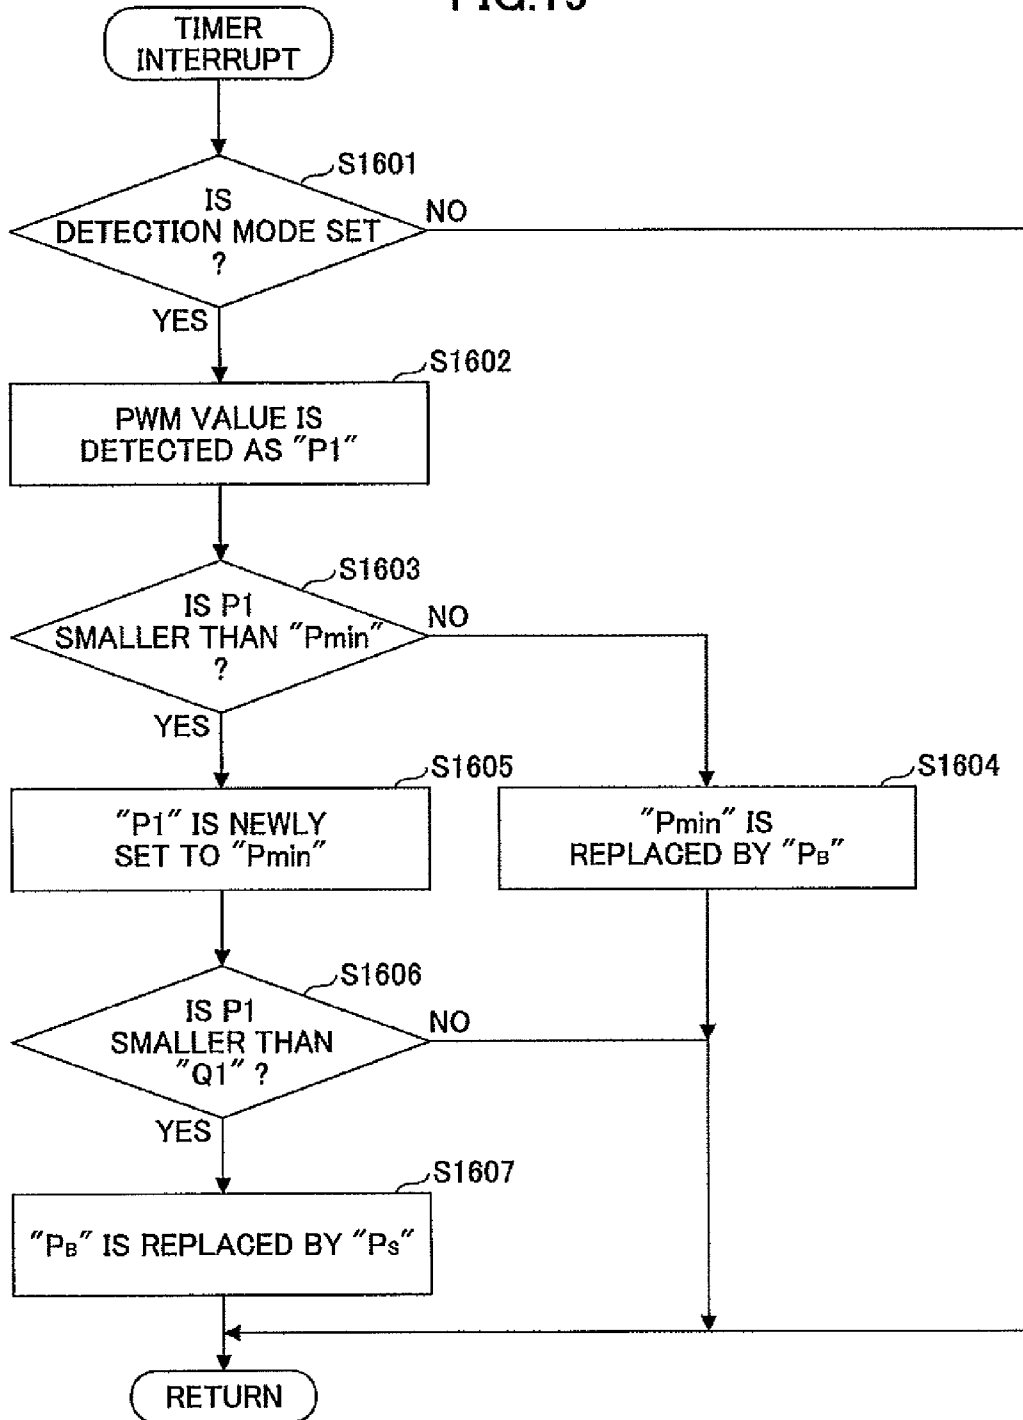 TIMER
INTERRUPT
S1601
IS
DETECTION MODE SET
?
NO
YES
S1602
PWM VALUE IS
DETECTED AS "P1"
S1603
IS P1
SMALLER THAN "Pmin"
?
NO
YES
S1605
"P1" IS NEWLY
SET TO "Pmin"
S1604
"Pmin" IS
REPLACED BY "PB"
S1606
IS P1
SMALLER THAN
"Q1" ?
NO
YES
S1607
"PB" IS REPLACED BY "Ps"
RETURN